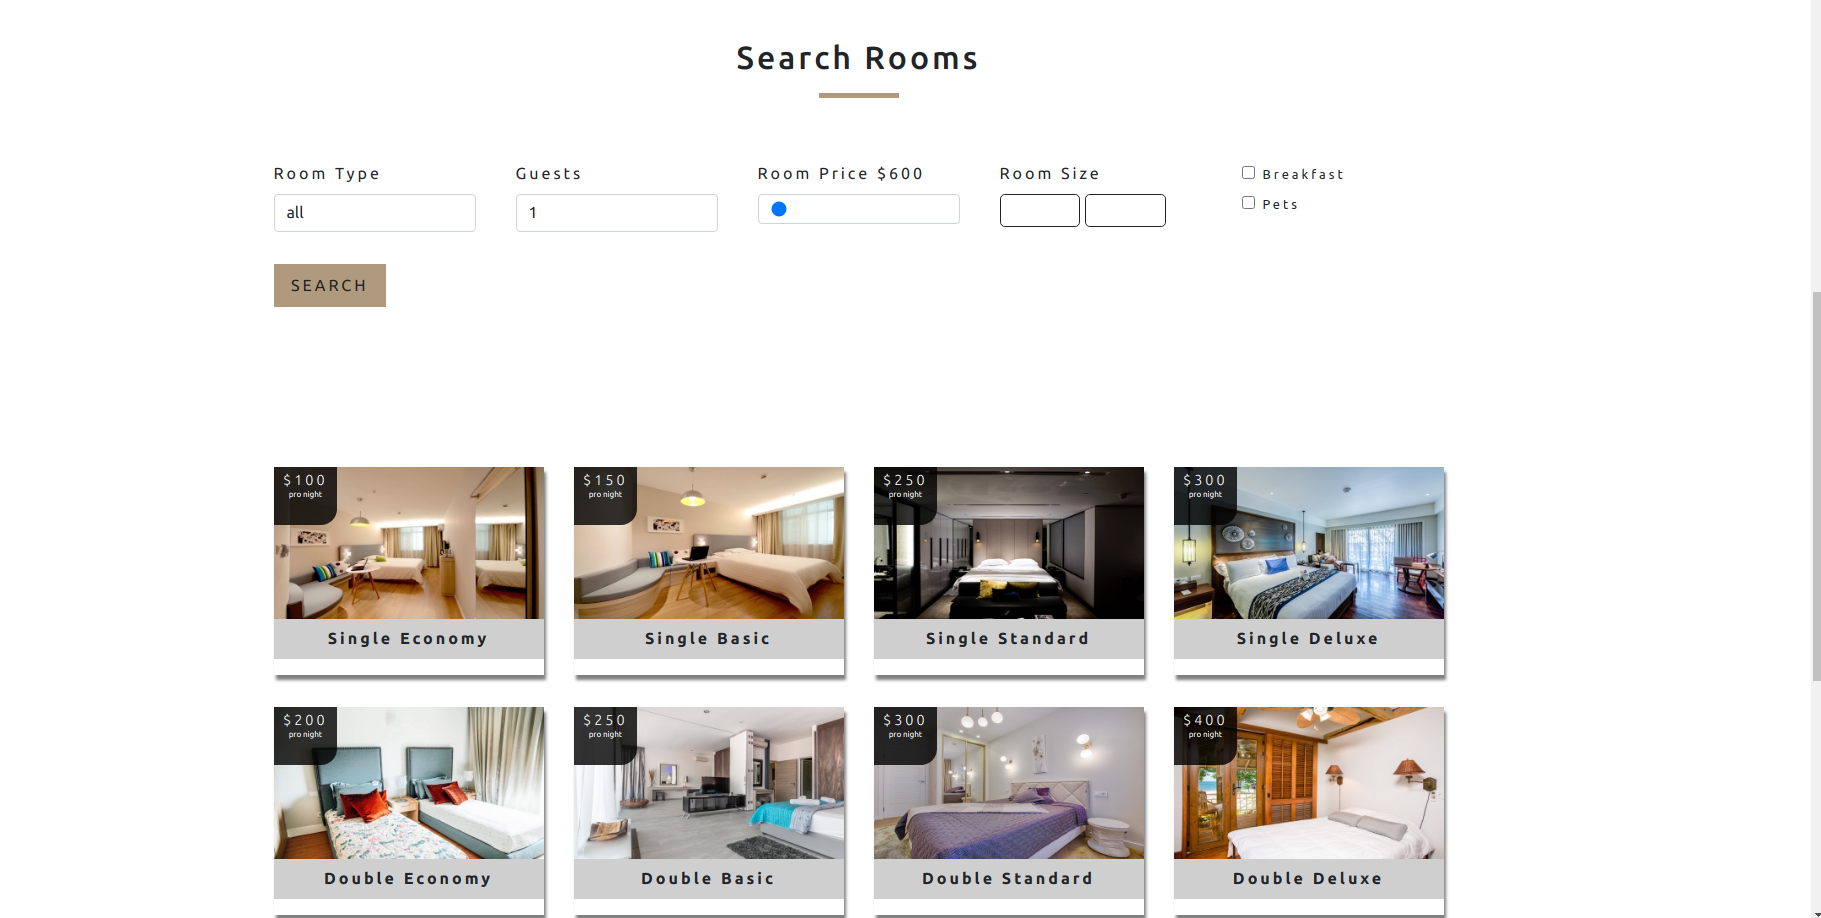 Search Rooms
Room Type
Guests
Room Price $600
Room Size
Breakfast
all
1
Pets
SEARCH
$100
pro night
$150
pro night
$250
pro night
$300
pro night
Single Economy
Single Basic
Single Standard
Single Deluxe
$200
pro night
$250
pro night
$300
pro night
$400
pro night
Double Economy
Double Basic
Double Standard
Double Deluxe